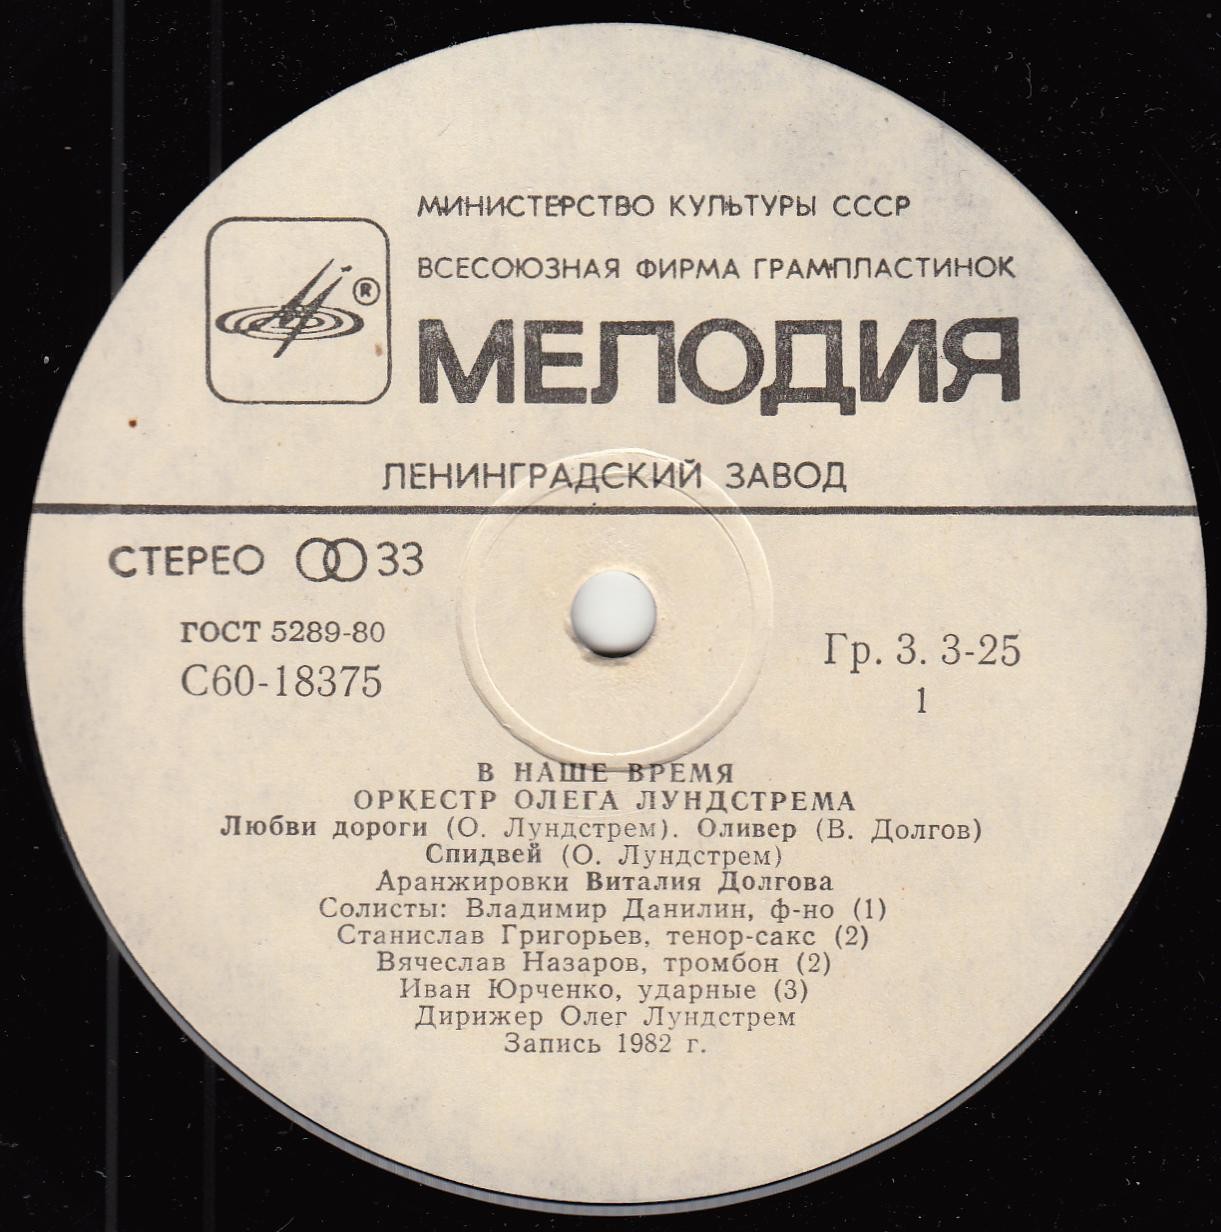 МИНИСТЕРСТВО КУЛЬТУРЫ СССР
ВСЕСОЮЗНАЯ ФИРМА ГРАМПЛАСТИНОК
®
МЕЛОДИЯ
ЛЕНИНГРАДСКИЙ ЗАВОД
СТЕРЕО 33
ГОСТ 5289-80
С60-18375
Гр. 3. 3-25
1
В НАШЕ ВРЕМЯ
ОРКЕСТР ОЛЕГА ЛУНДСТРЕМА
Любви дороги (О. Лундстрем). Оливер (В. Долгов)
Спидвей (О. Лундстрем)
Аранжировки Виталия Долгова
Солисты: Владимир Данилин, ф-но (1)
Станислав Григорьев, тенор-сакс (2)
Вячеслав Назаров, тромбон (2)
Иван Юрченко, ударные (3)
Дирижер Олег Лундстрем
Запись 1982 г.